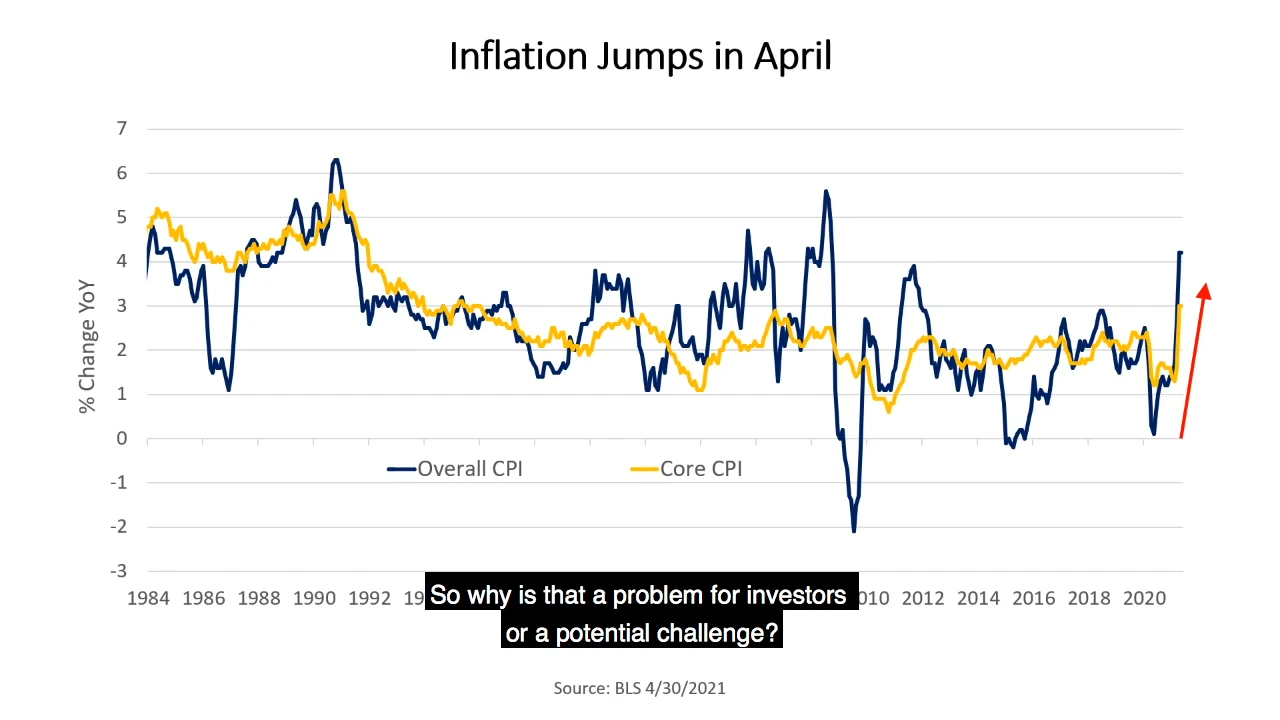 Inflation Jumps in April
7
6
5
4
3
2
1
0
-1
-2
-3
% Change YoY
Overall CPI Core CPI
1984 1986 1988 1990 1992 2012 2014 2016 2018 2020
So why is that a problem for investors
or a potential challenge?
Source: BLS 4/30/2021